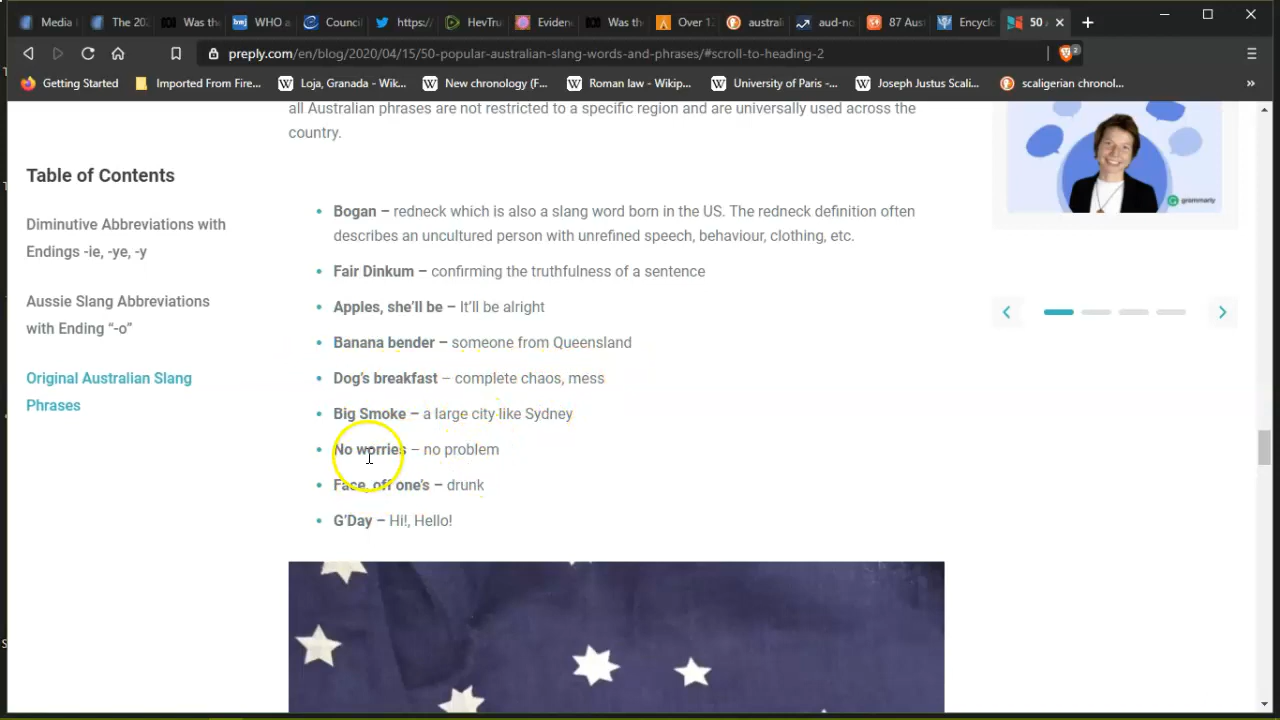 Media
The 202
Was the
WHO a
Counci
https:/
HevTru
Eviden
Was the
Over 12
australi
aud-no
87 Aus
Encycl
50
preply.com/en/blog/2020/04/15/50-popular-australian-slang-words-and-phrases/#scroll-to-heading-2
2
Getting Started
Imported From Fire...
Loja, Granada - Wik...
New chronology (F...
Roman law - Wikip...
University of Paris -...
Joseph Justus Scali...
scaligerian chronol...
all Australian phrases are not restricted to a specific region and are universally used across the
country.
Table of Contents
Diminutive Abbreviations with
Endings -ie, -ye, -y
Aussie Slang Abbreviations
with Ending “-o”
Original Australian Slang
Phrases
Bogan – redneck which is also a slang word born in the US. The redneck definition often
describes an uncultured person with unrefined speech, behaviour, clothing, etc.
Fair Dinkum – confirming the truthfulness of a sentence
Apples, she’ll be – It’ll be alright
Banana bender – someone from Queensland
Dog’s breakfast – complete chaos, mess
Big Smoke – a large city like Sydney
No worries – no problem
Face, off one’s – drunk
G’Day – Hi!, Hello!
grammarly